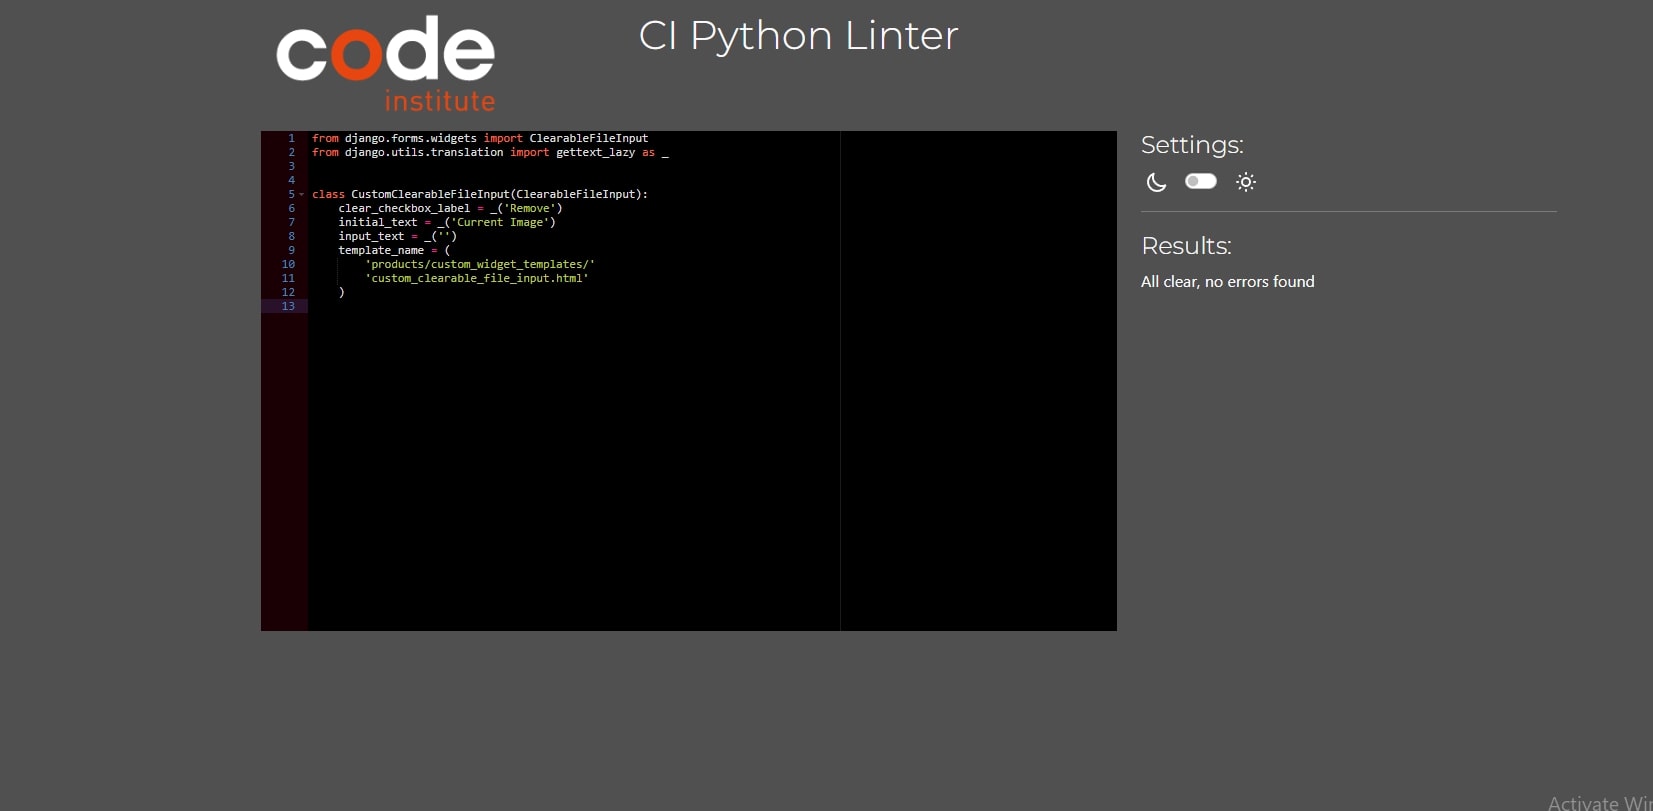 code
institute
CI Python Linter
1 from django.forms.widgets import ClearableFileInput
2 from django.utils.translation import gettext_lazy as _
3
4
5 class CustomClearableFileInput(ClearableFileInput):
6     clear_checkbox_label = _('Remove')
7     initial_text = _('Current Image')
8     input_text = _('')
9     template_name = (
10         'products/custom_widget_templates/'
11         'custom_clearable_file_input.html'
12     )
13
Settings:
Results:
All clear, no errors found
Activate